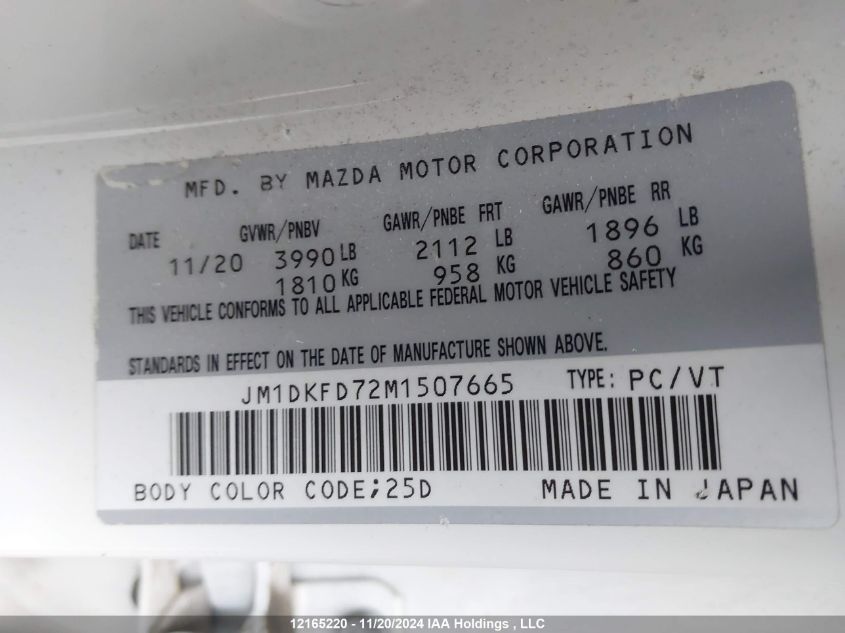 MFD. BY MAZDA MOTOR CORPORATION
DATE GVWR/PNBV GAWR/PNBE FRT GAWR/PNBE RR
11/20 3990 LB 2112 LB 1896 LB
1810 KG 958 KG 860 KG
THIS VEHICLE CONFORMS TO ALL APPLICABLE FEDERAL MOTOR VEHICLE SAFETY
STANDARDS IN EFFECT ON THE DATE OF MANUFACTURE SHOWN ABOVE.
JM1DKFD72M1507665 TYPE: PC/VT
BODY COLOR CODE;25D MADE IN JAPAN
12165220 - 11/20/2024 IAA Holdings , LLC